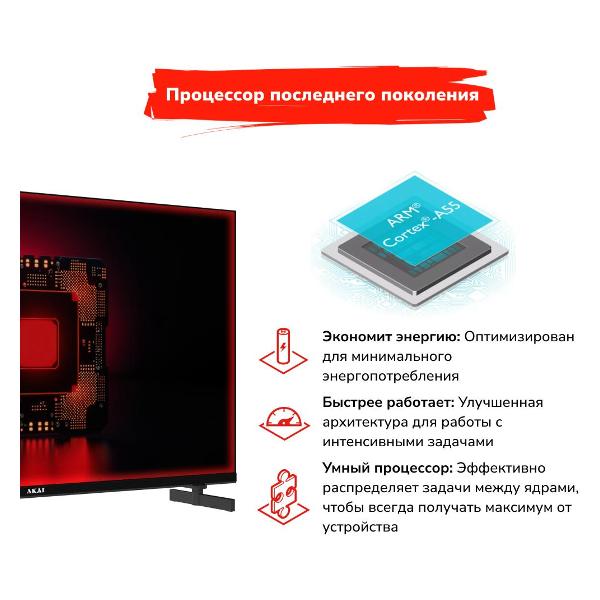 Процессор последнего поколения
ARM®
Cortex®-A55
Экономит энергию: Оптимизирован
для минимального
энергопотребления
Быстрее работает: Улучшенная
архитектура для работы с
интенсивными задачами
Умный процессор: Эффективно
распределяет задачи между ядрами,
чтобы всегда получать максимум от
устройства
AKAI